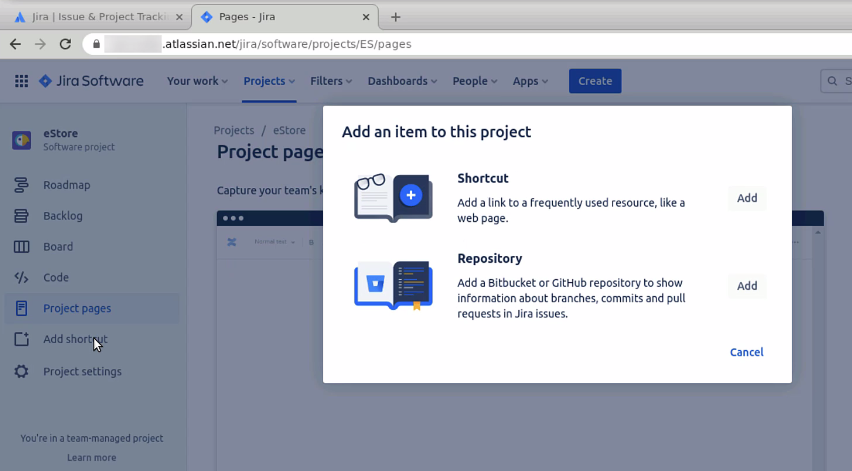 Jira | Issue & Project Tracki
Pages - Jira
.atlassian.net/jira/software/projects/ES/pages
Jira Software
Your work
Projects
Filters
Dashboards
People
Apps
Create
S
eStore
Software project
Roadmap
Backlog
Board
Code
Project pages
Add shortcut
Project settings
You're in a team-managed project
Learn more
Projects / eStore
Project page
Capture your team's k
Normal text
B
Add an item to this project
Shortcut
Add a link to a frequently used resource, like a
web page.
Add
Repository
Add a Bitbucket or GitHub repository to show
information about branches, commits and pull
requests in Jira issues.
Add
Cancel